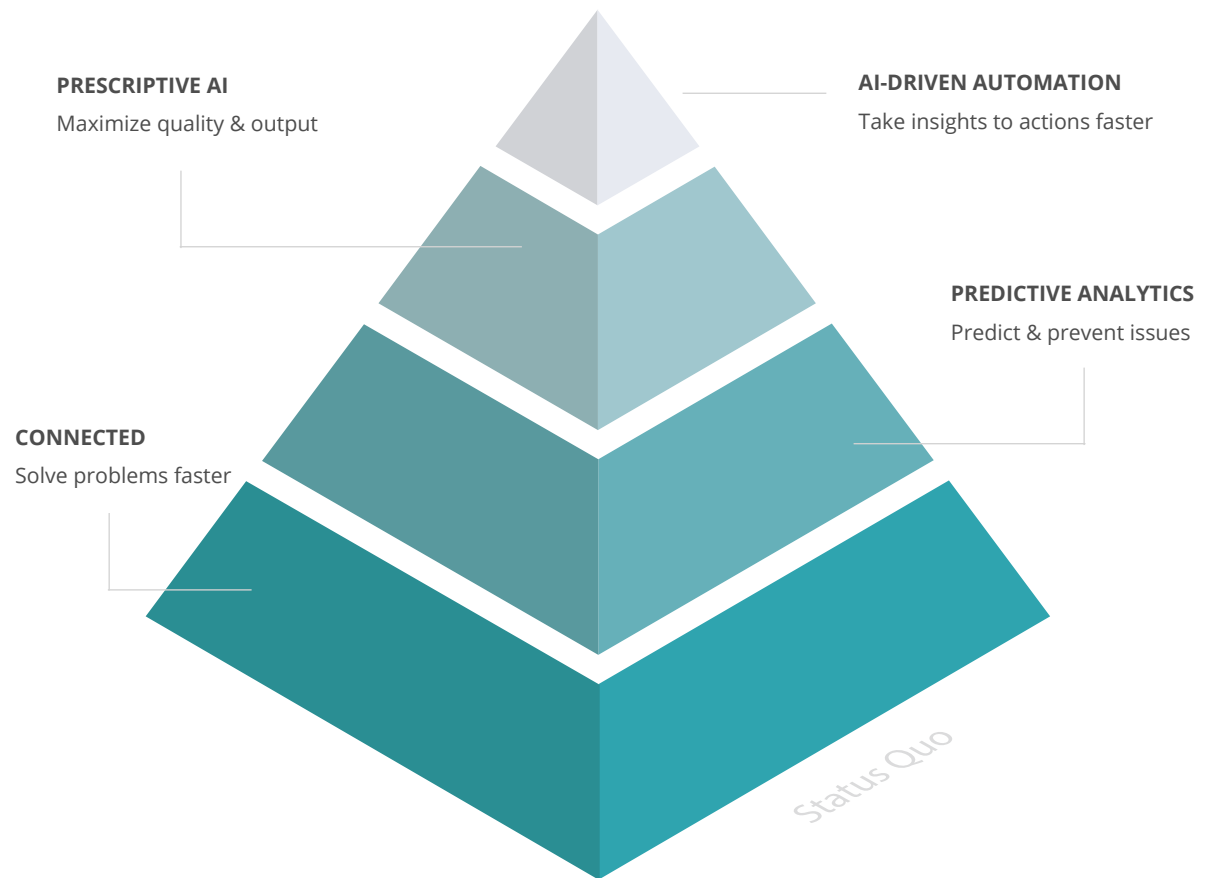 PRESCRIPTIVE AI
Maximize quality & output
AI-DRIVEN AUTOMATION
Take insights to actions faster
PREDICTIVE ANALYTICS
Predict & prevent issues
CONNECTED
Solve problems faster
Status Quo